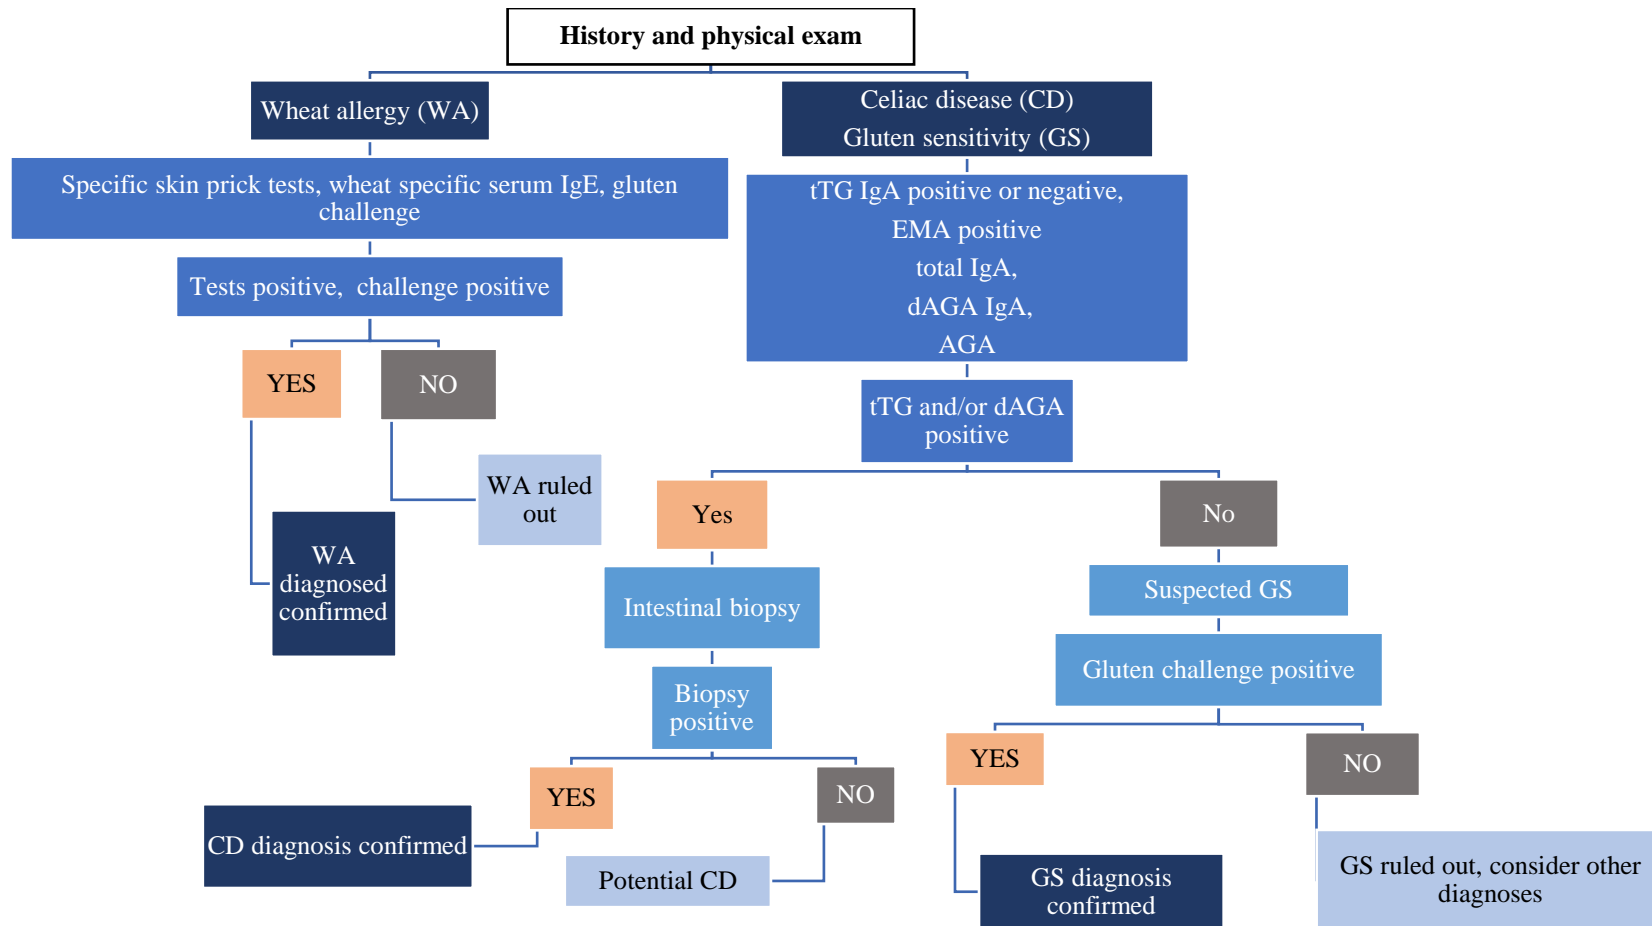 History and physical exam
Wheat allergy (WA)
Celiac disease (CD)
Gluten sensitivity (GS)
Specific skin prick tests, wheat specific serum IgE, gluten
challenge
tTG IgA positive or negative,
EMA positive
total IgA,
dAGA IgA,
AGA
Tests positive,  challenge positive
YES
NO
tTG and/or dAGA
positive
WA ruled
out
WA
diagnosed
confirmed
Yes
No
Intestinal biopsy
Suspected GS
Biopsy
positive
Gluten challenge positive
YES
NO
YES
NO
CD diagnosis confirmed
Potential CD
GS diagnosis
confirmed
GS ruled out, consider other
diagnoses